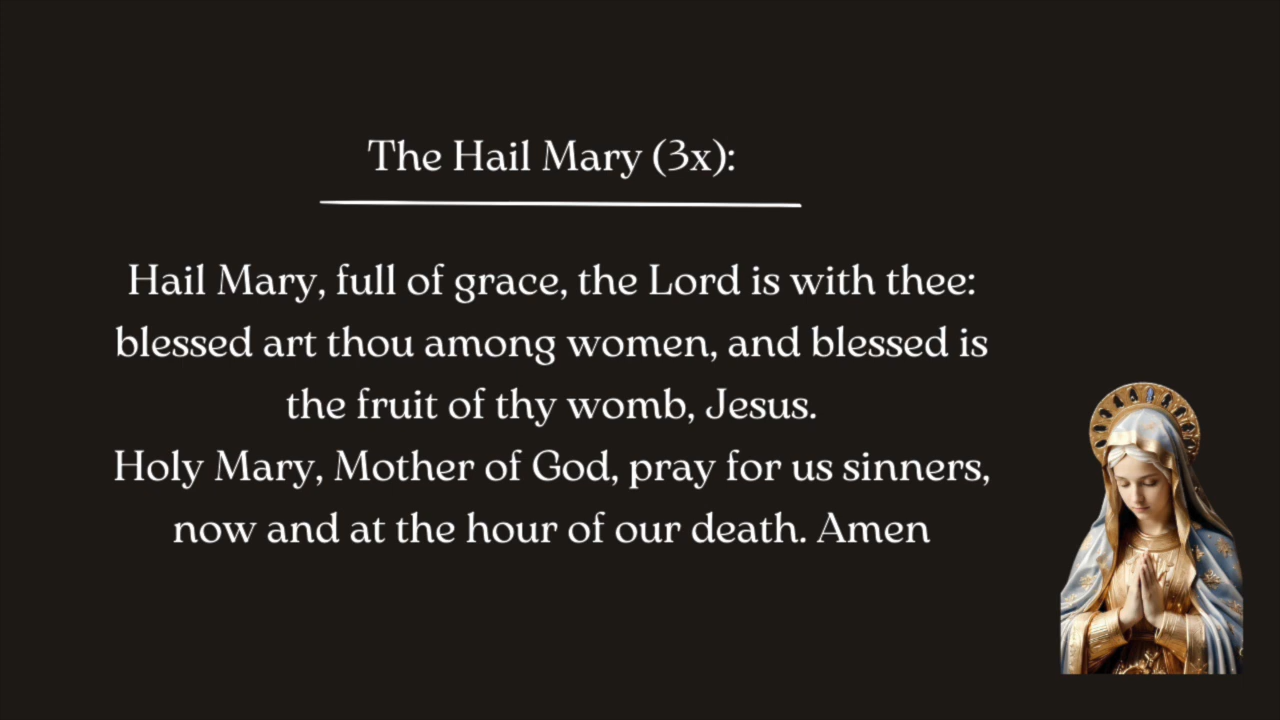 The Hail Mary (3x):
Hail Mary, full of grace, the Lord is with thee:
blessed art thou among women, and blessed is
the fruit of thy womb, Jesus.
Holy Mary, Mother of God, pray for us sinners,
now and at the hour of our death. Amen